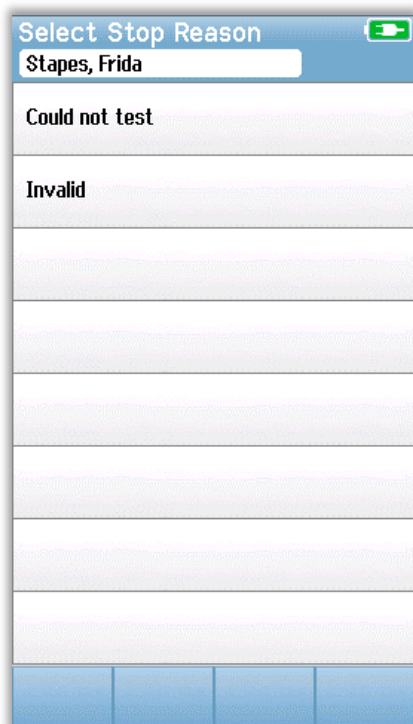 Select Stop Reason
Stapes, Frida
Could not test
Invalid